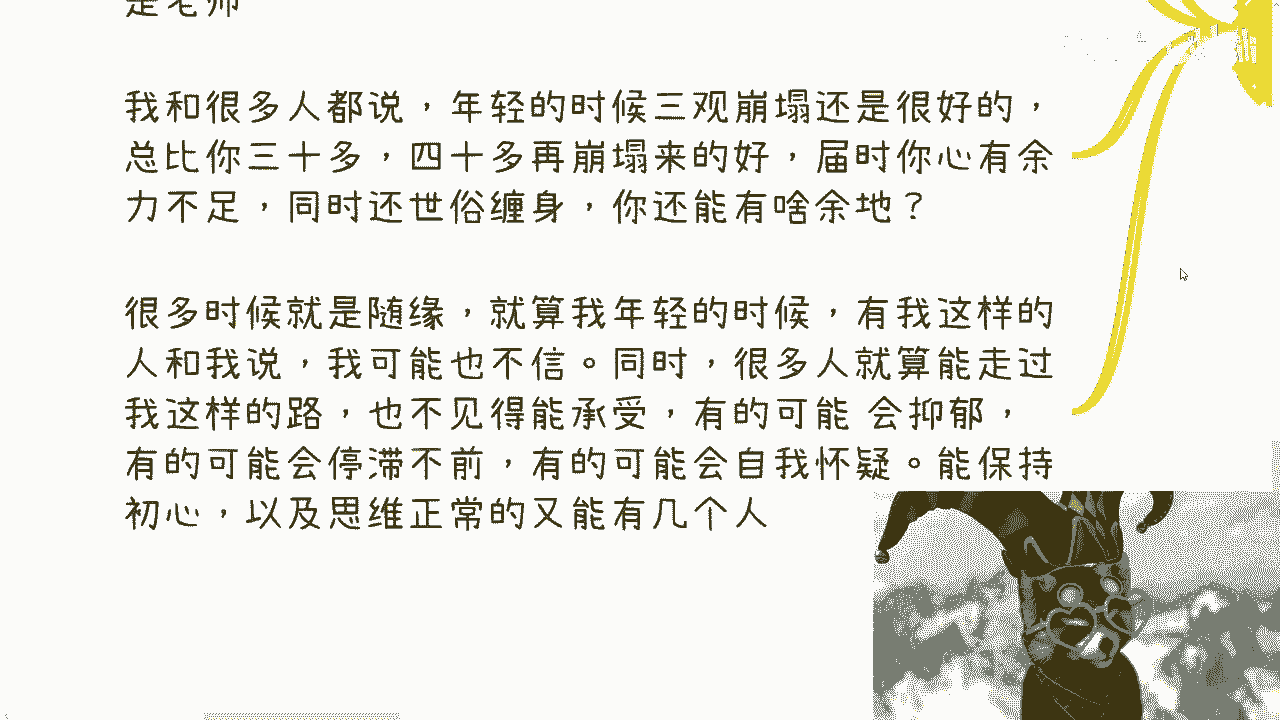 是老师
我和很多人都说，年轻的时候三观崩塌还是很好的，
总比你三十多，四十多再崩塌来的好，届时你心有余
力不足，同时还世俗缠身，你还能有啥余地？
很多时候就是随缘，就算我年轻的时候，有我这样的
人和我说，我可能也不信。同时，很多人就算能走过
我这样的路，也不见得能承受，有的可能 会抑郁，
有的可能会停滞不前，有的可能会自我怀疑。能保持
初心，以及思维正常的又能有几个人